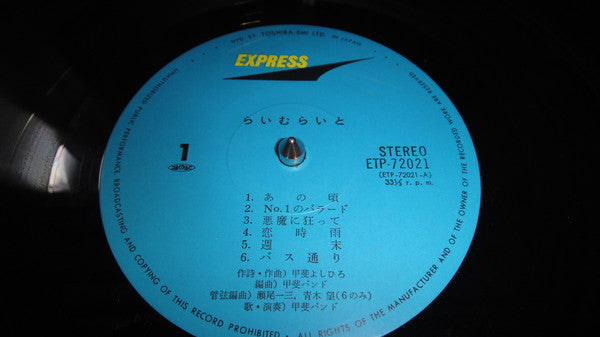 MFD. BY TOSHIBA-EMI LTD. IN JAPAN
EXPRESS
らいむらいと
1
STEREO
ETP-72021
(ETP-72021-A)
33⅓ r. p. m.
1. あの頃
2. No.1のバラード
3. 悪魔に狂って
4. 恋時雨
5. 週末
6. バス通り
作詩・作曲) 甲斐よしひろ
編曲) 甲斐バンド
管弦編曲) 瀬尾一三, 青木 望(6のみ)
歌・演奏) 甲斐バンド
ALL RIGHTS OF THE MANUFACTURER AND OF THE OWNER OF THE RECORDED WORK ARE RESERVED
UNAUTHORIZED PUBLIC PERFORMANCE, BROADCASTING AND COPYING OF THIS RECORD PROHIBITED